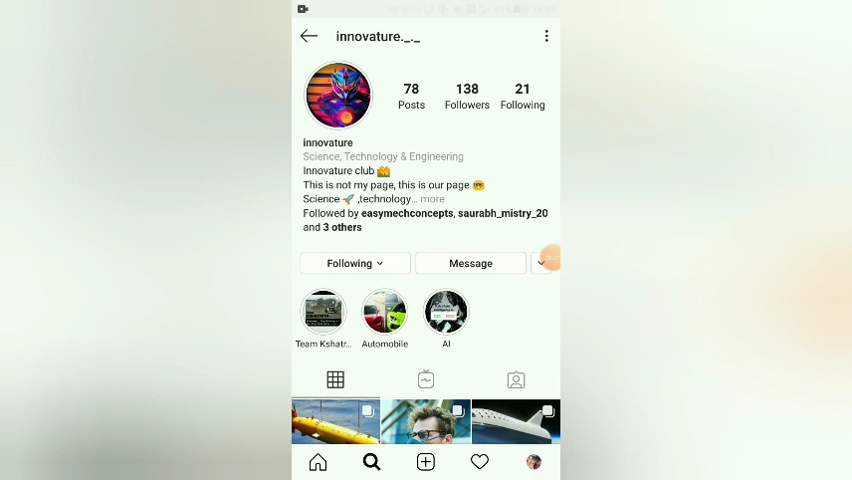 innovature._._
78 138 21
Posts Followers Following
innovature
Science, Technology & Engineering
Innovature club 🙌
This is not my page, this is our page 🤗
Science 🚀 ,technology... more
Followed by easymechconcepts, saurabh_mistry_20
and 3 others
Following Message
Team Kshatr... Automobile AI